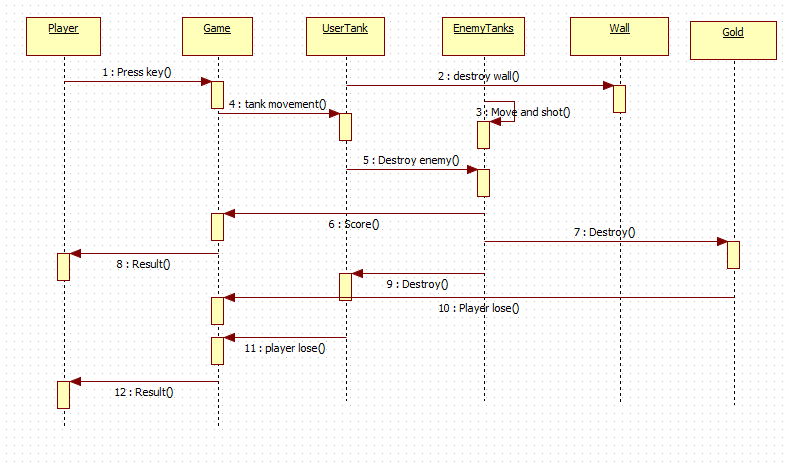 Player
Game
UserTank
EnemyTanks
Wall
Gold
1 : Press key()
2 : destroy wall()
4 : tank movement()
3 : Move and shot()
5 : Destroy enemy()
6 : Score()
7 : Destroy()
8 : Result()
9 : Destroy()
10 : Player lose()
11 : player lose()
12 : Result()